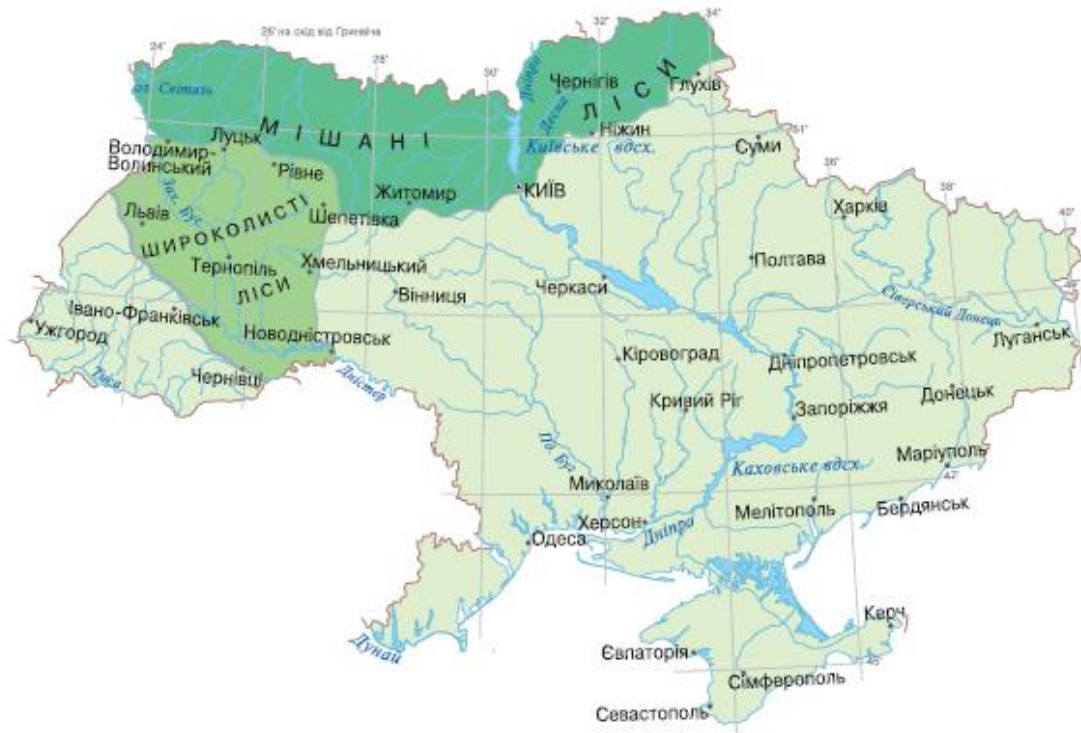 24°
26° на схід від Гринвіча
28°
30°
32°
34°
оз. Світязь
МІШАНІ
ЛІСИ
Дніпро
Десна
Чернігів
Глухів
Ніжин
Київське вдсх.
Суми
51°
Володимир-
Волинський
Луцьк
Рівне
Житомир
КИЇВ
36°
38°
40°
Харків
Зах. Буг
Львів
ШИРОКОЛИСТІ
ЛІСИ
Шепетівка
Тернопіль
Хмельницький
Вінниця
Черкаси
Полтава
49°
Сіверський Донець
Луганськ
Івано-Франківськ
Ужгород
Новодністровськ
Чернівці
Тиса
Дністер
Кіровоград
Дніпропетровськ
Кривий Ріг
Запоріжжя
Донецьк
Пд. Буг
Каховське вдсх.
Маріуполь
47°
Миколаїв
Мелітополь
Бердянськ
Херсон
Дніпро
Одеса
Дунай
Керч
Євпаторія
45°
Сімферополь
Севастополь